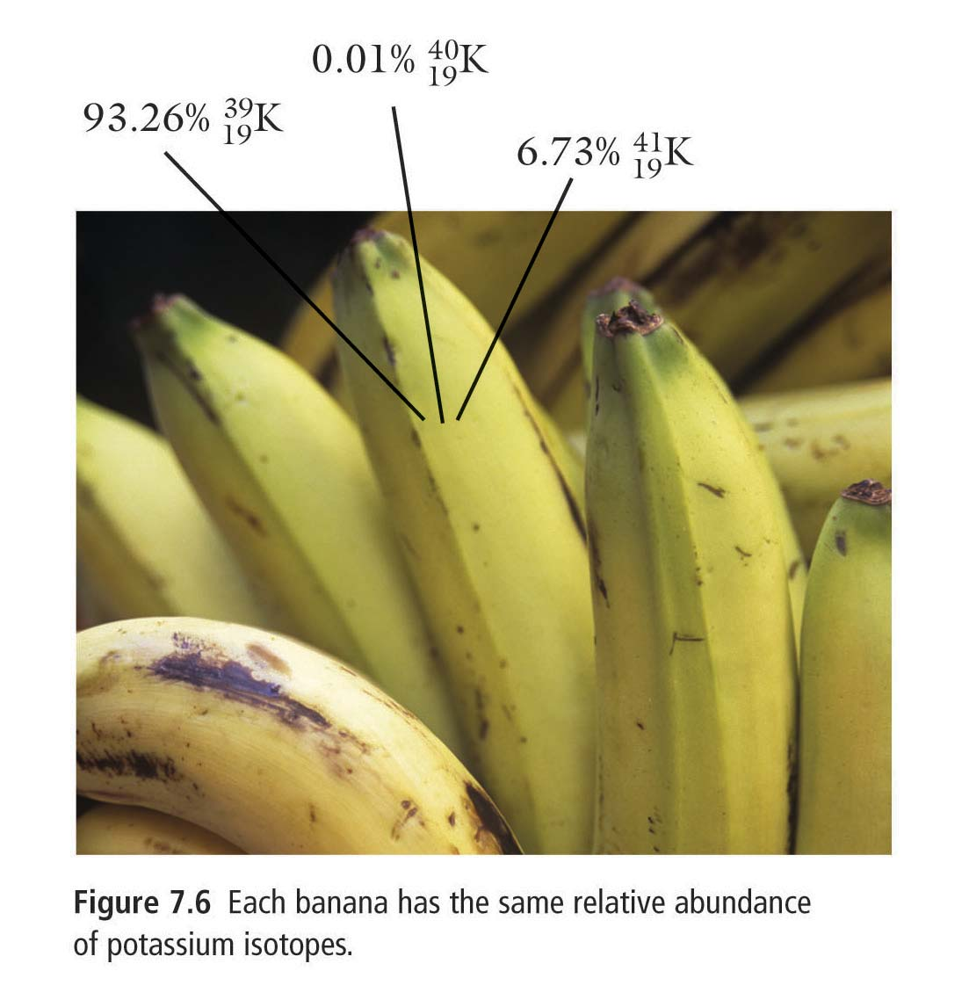 0.01% ⁴⁰₁₉K
93.26% ³⁹₁₉K
6.73% ⁴¹₁₉K
Figure 7.6 Each banana has the same relative abundance
of potassium isotopes.